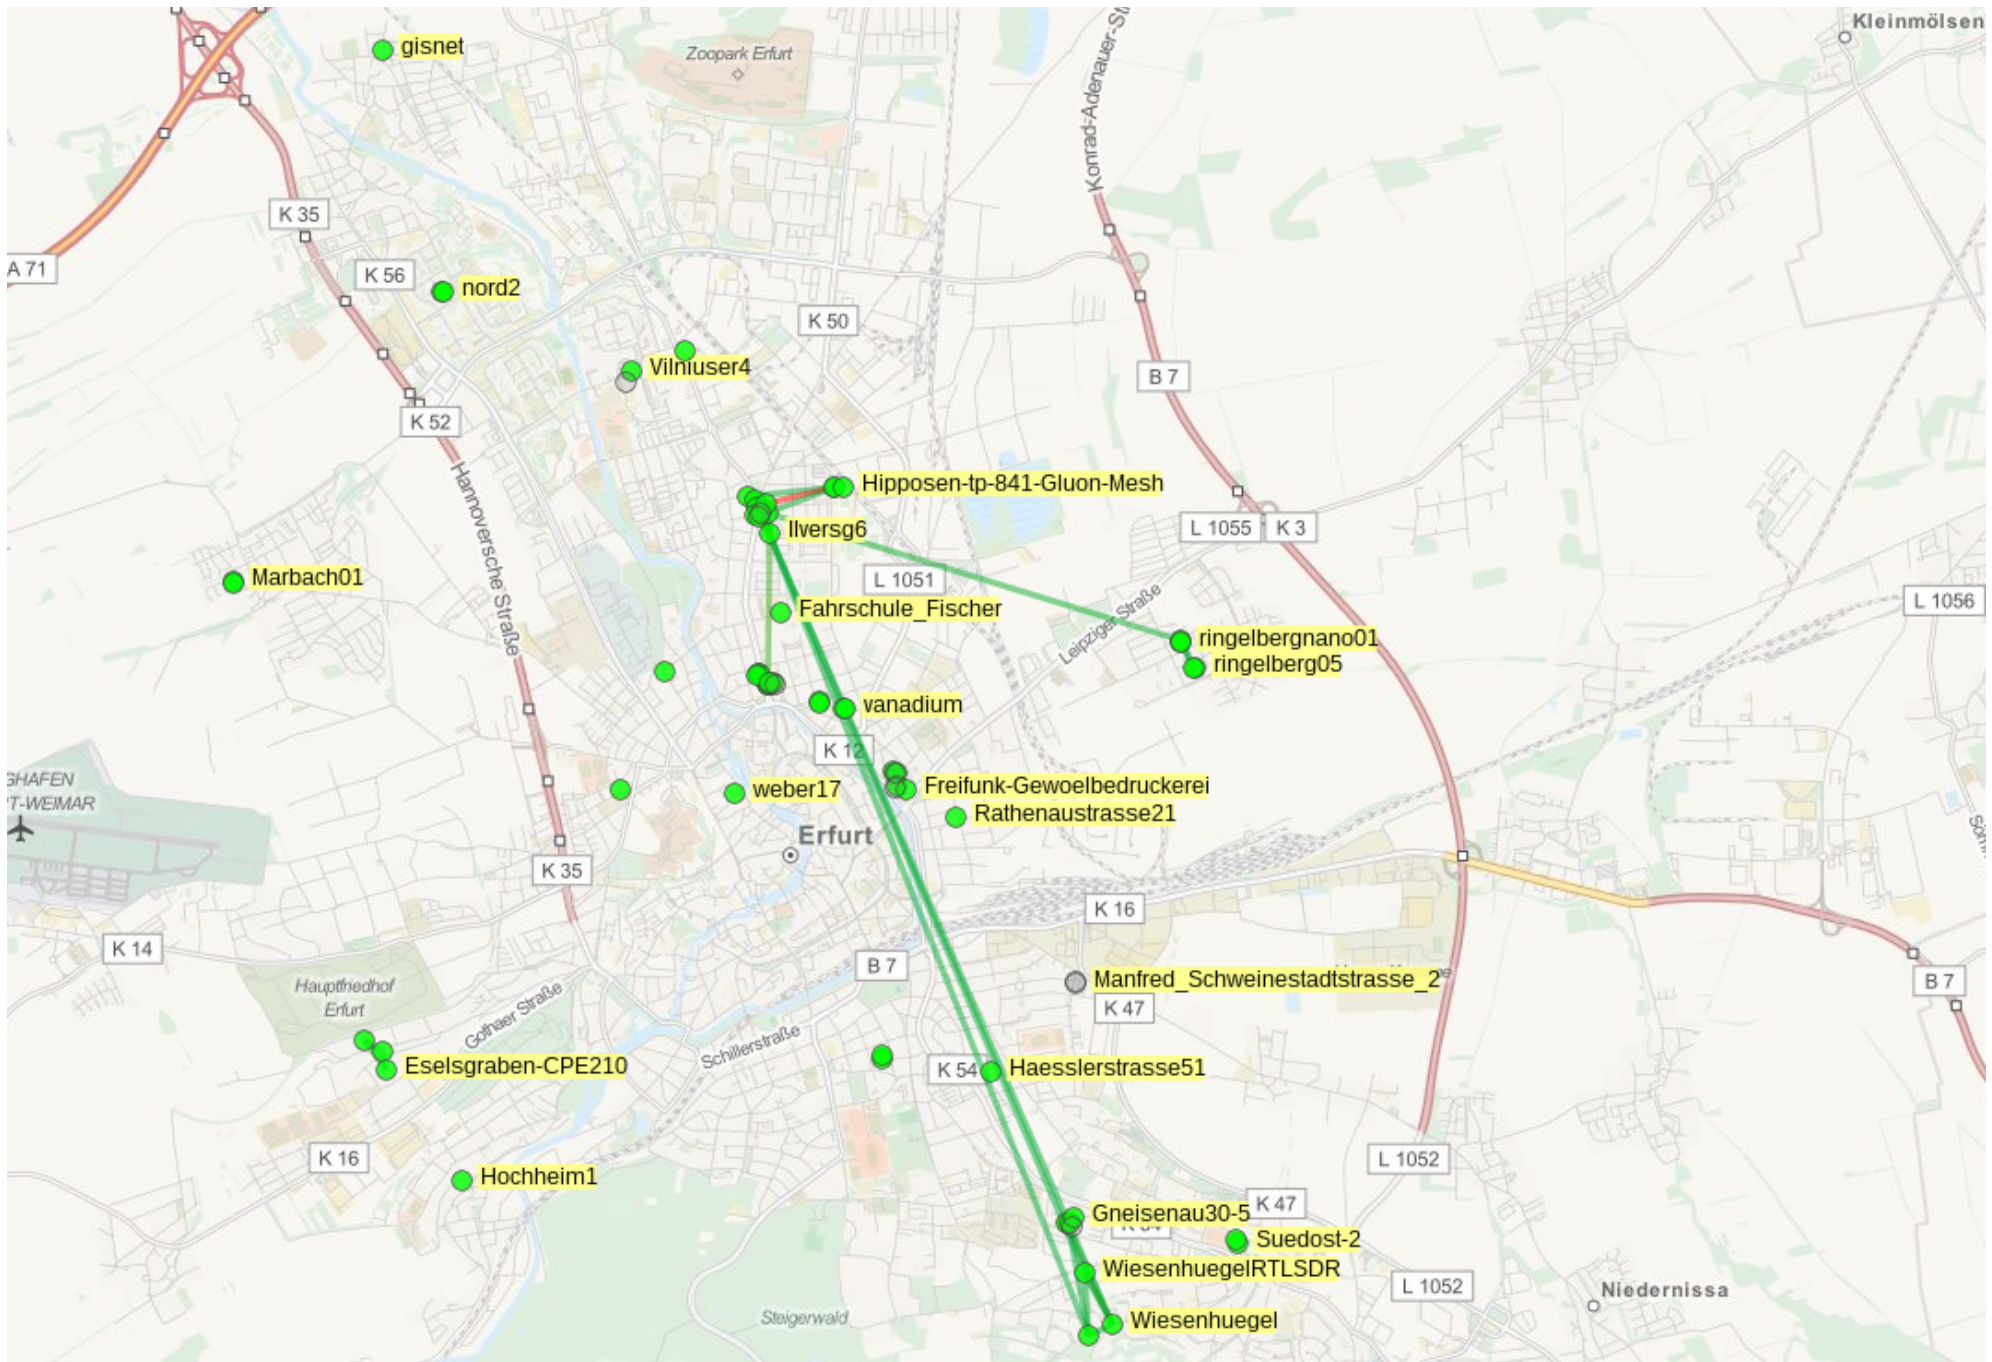 Kleinmölsen
gisnet
Zoopark Erfurt
Konrad-Adenauer-St
K 35
A 71
K 56
nord2
K 50
Vilniuser4
B 7
K 52
Hipposen-tp-841-Gluon-Mesh
Hannoversche Straße
Ilversg6
L 1055
K 3
Marbach01
L 1051
L 1056
Fahrschule_Fischer
Leipziger Straße
ringelbergnano01
ringelberg05
vanadium
K 12
GHAFEN
T-WEIMAR
weber17
Freifunk-Gewoelbedruckerei
Rathenaustrasse21
Erfurt
K 35
K 16
K 14
B 7
Hauptfriedhof
Erfurt
Manfred_Schweinestadtstrasse_2
B 7
K 47
Gothaer Straße
Schillerstraße
Eselsgraben-CPE210
K 54
Haesslerstrasse51
K 16
L 1052
Hochheim1
K 47
Gneisenau30-5
Suedost-2
WiesenhuegelRTLSDR
L 1052
Niedernissa
Steigerwald
Wiesenhuegel